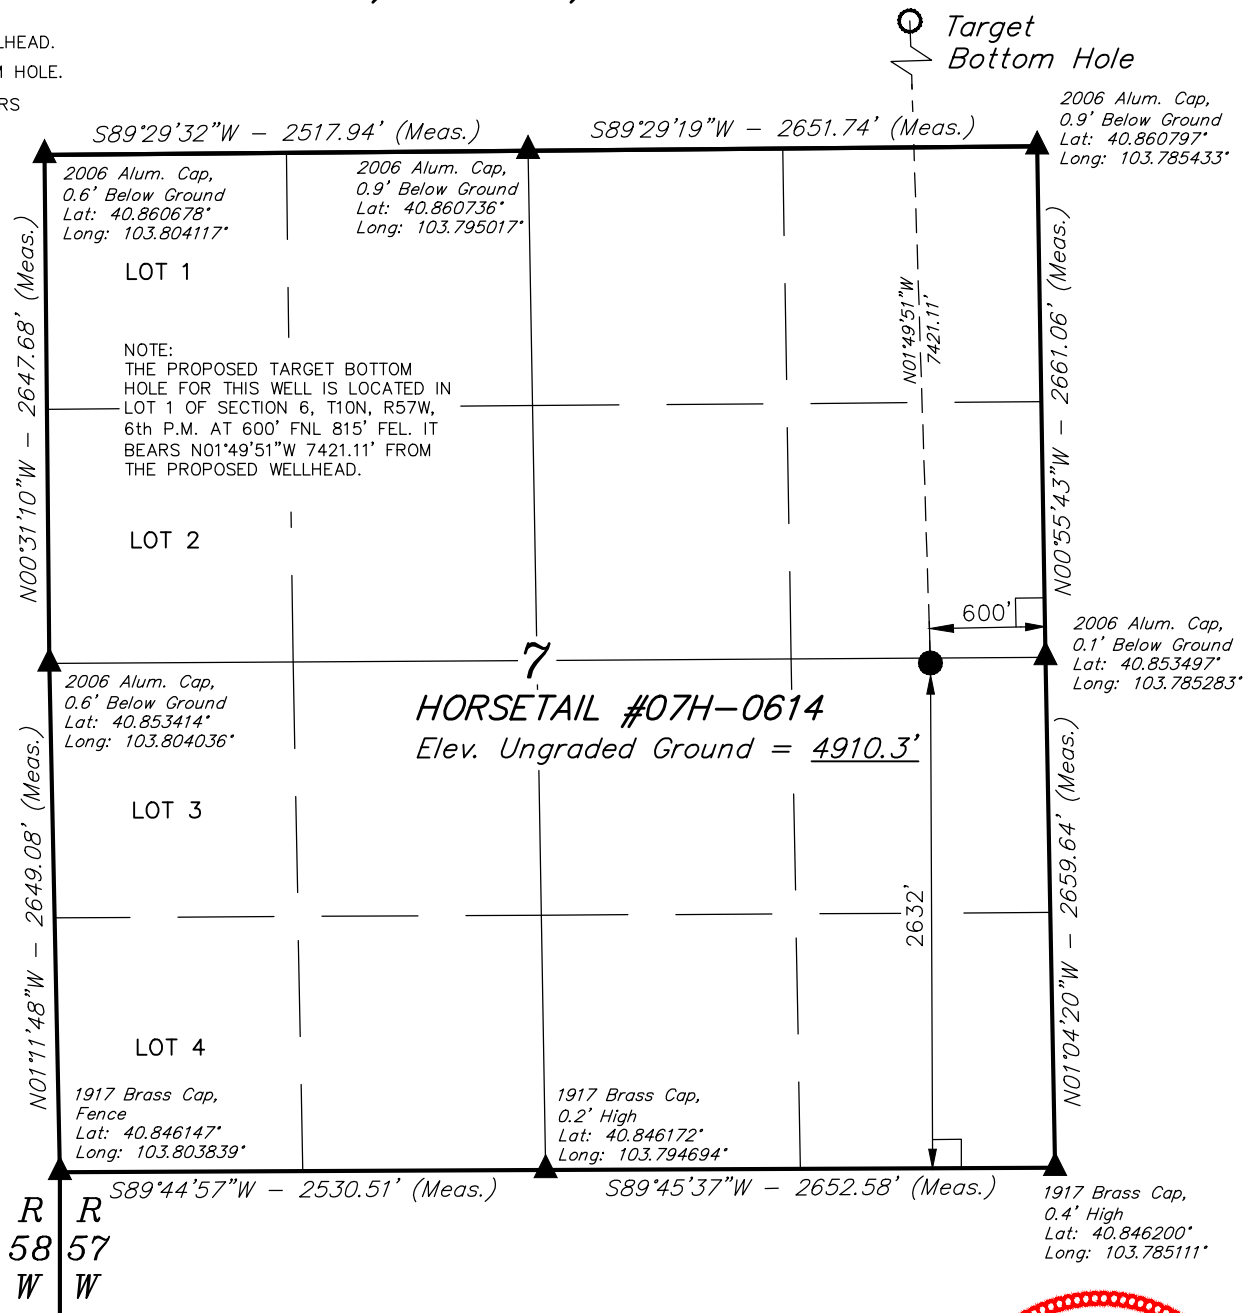 Target
Bottom Hole
LHEAD.
M HOLE.
RS
S89°29'32"W - 2517.94' (Meas.)
S89°29'19"W - 2651.74' (Meas.)
2006 Alum. Cap,
0.9' Below Ground
Lat: 40.860797°
Long: 103.785433°
2006 Alum. Cap,
0.6' Below Ground
Lat: 40.860678°
Long: 103.804117°
2006 Alum. Cap,
0.9' Below Ground
Lat: 40.860736°
Long: 103.795017°
LOT 1
N00°31'10"W - 2647.68' (Meas.)
N01°49'51"W
7421.11'
N00°55'43"W - 2661.06' (Meas.)
NOTE:
THE PROPOSED TARGET BOTTOM
HOLE FOR THIS WELL IS LOCATED IN
LOT 1 OF SECTION 6, T10N, R57W,
6th P.M. AT 600' FNL 815' FEL. IT
BEARS N01°49'51"W 7421.11' FROM
THE PROPOSED WELLHEAD.
LOT 2
600'
2006 Alum. Cap,
0.1' Below Ground
Lat: 40.853497°
Long: 103.785283°
7
2006 Alum. Cap,
0.6' Below Ground
Lat: 40.853414°
Long: 103.804036°
HORSETAIL #07H-0614
Elev. Ungraded Ground = 4910.3'
LOT 3
N01°11'48"W - 2649.08' (Meas.)
2632'
N01°04'20"W - 2659.64' (Meas.)
LOT 4
1917 Brass Cap,
Fence
Lat: 40.846147°
Long: 103.803839°
1917 Brass Cap,
0.2' High
Lat: 40.846172°
Long: 103.794694°
S89°44'57"W - 2530.51' (Meas.)
S89°45'37"W - 2652.58' (Meas.)
1917 Brass Cap,
0.4' High
Lat: 40.846200°
Long: 103.785111°
R R
58 57
W W